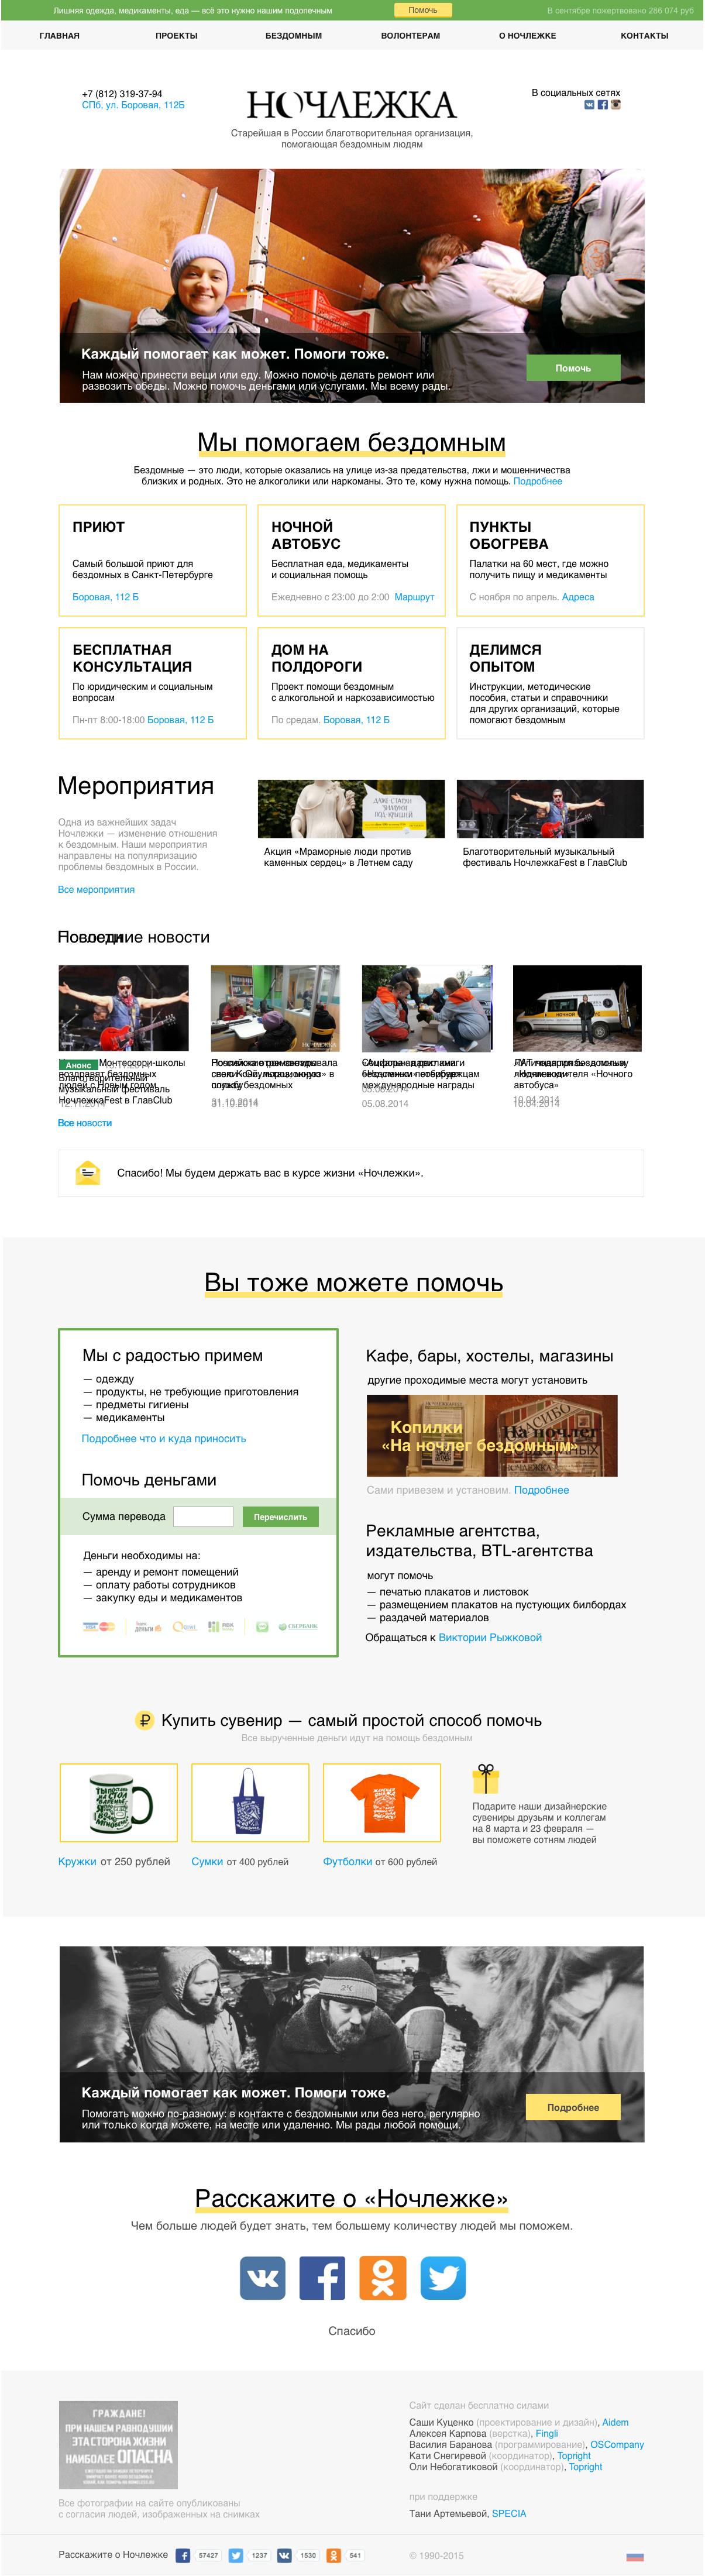 Лишняя одежда, медикаменты, еда — всё это нужно нашим подопечным
Помочь
В сентябре пожертвовано 286 074 руб
ГЛАВНАЯ ПРОЕКТЫ БЕЗДОМНЫМ ВОЛОНТЕРАМ О НОЧЛЕЖКЕ КОНТАКТЫ
+7 (812) 319-37-94
СПб, ул. Боровая, 112Б
НОЧЛЕЖКА
Старейшая в России благотворительная организация,
помогающая бездомным людям
В социальных сетях
Каждый помогает как может. Помоги тоже.
Нам можно принести вещи или еду. Можно помочь делать ремонт или
развозить обеды. Можно помочь деньгами или услугами. Мы всему рады.
Помочь
Мы помогаем бездомным
Бездомные — это люди, которые оказались на улице из-за предательства, лжи и мошенничества
близких и родных. Это не алкоголики или наркоманы. Это те, кому нужна помощь. Подробнее
ПРИЮТ
Самый большой приют для
бездомных в Санкт-Петербурге
Боровая, 112 Б
НОЧНОЙ
АВТОБУС
Бесплатная еда, медикаменты
и социальная помощь
Ежедневно с 23:00 до 2:00 Маршрут
ПУНКТЫ
ОБОГРЕВА
Палатки на 60 мест, где можно
получить пищу и медикаменты
С ноября по апрель. Адреса
БЕСПЛАТНАЯ
КОНСУЛЬТАЦИЯ
По юридическим и социальным
вопросам
Пн-пт 8:00-18:00 Боровая, 112 Б
ДОМ НА
ПОЛДОРОГИ
Проект помощи бездомным
с алкогольной и наркозависимостью
По средам. Боровая, 112 Б
ДЕЛИМСЯ
ОПЫТОМ
Инструкции, методические
пособия, статьи и справочники
для других организаций, которые
помогают бездомным
Мероприятия
Одна из важнейших задач
Ночлежки — изменение отношения
к бездомным. Наши мероприятия
направлены на популяризацию
проблемы бездомных в России.
Все мероприятия
ДАЖЕ СТАТУИ
ЗИМУЮТ
ПОД КРЫШЕЙ
Акция «Мраморные люди против
каменных сердец» в Летнем саду
Благотворительный музыкальный
фестиваль НочлежкаFest в ГлавClub
Последние новости
Анонс
Благотворительный
музыкальный фестиваль
НочлежкаFest в ГлавClub
12.11.2014
31.10.2014
международные награды
05.08.2014
автобуса»
10.04.2014
Все новости
Спасибо! Мы будем держать вас в курсе жизни «Ночлежки».
Вы тоже можете помочь
Мы с радостью примем
— одежду
— продукты, не требующие приготовления
— предметы гигиены
— медикаменты
Подробнее что и куда приносить
Помочь деньгами
Сумма перевода
Перечислить
Деньги необходимы на:
— аренду и ремонт помещений
— оплату работы сотрудников
— закупку еды и медикаментов
VISA
ДЕНЬГИ
QIWI
РБК
СБЕРБАНК
Кафе, бары, хостелы, магазины
другие проходимые места могут установить
Копилки
«На ночлег бездомным»
Сами привезем и установим. Подробнее
Рекламные агентства,
издательства, BTL-агентства
могут помочь
— печатью плакатов и листовок
— размещением плакатов на пустующих билбордах
— раздачей материалов
Обращаться к Виктории Рыжковой
Купить сувенир — самый простой способ помочь
Все вырученные деньги идут на помощь бездомным
Кружки от 250 рублей
Сумки от 400 рублей
Футболки от 600 рублей
Подарите наши дизайнерские
сувениры друзьям и коллегам
на 8 марта и 23 февраля —
вы поможете сотням людей
Каждый помогает как может. Помоги тоже.
Помогать можно по-разному: в контакте с бездомными или без него, регулярно
или только когда можете, на месте или удаленно. Мы рады любой помощи.
Подробнее
Расскажите о «Ночлежке»
Чем больше людей будет знать, тем большему количеству людей мы поможем.
Спасибо
ГРАЖДАНЕ!
ПРИ НАШЕМ РАВНОДУШИИ
ЭТА СТОРОНА ЖИЗНИ
НАИБОЛЕЕ ОПАСНА
Все фотографии на сайте опубликованы
с согласия людей, изображенных на снимках
Сайт сделан бесплатно силами
Саши Куценко (проектирование и дизайн), Aidem
Алексея Карпова (верстка), Fingli
Василия Баранова (программирование), OSCompany
Кати Снегиревой (координатор), Topright
Оли Небогатиковой (координатор), Topright
при поддержке
Тани Артемьевой, SPECIA
Расскажите о Ночлежке 57427 1237 1530 541
© 1990-2015